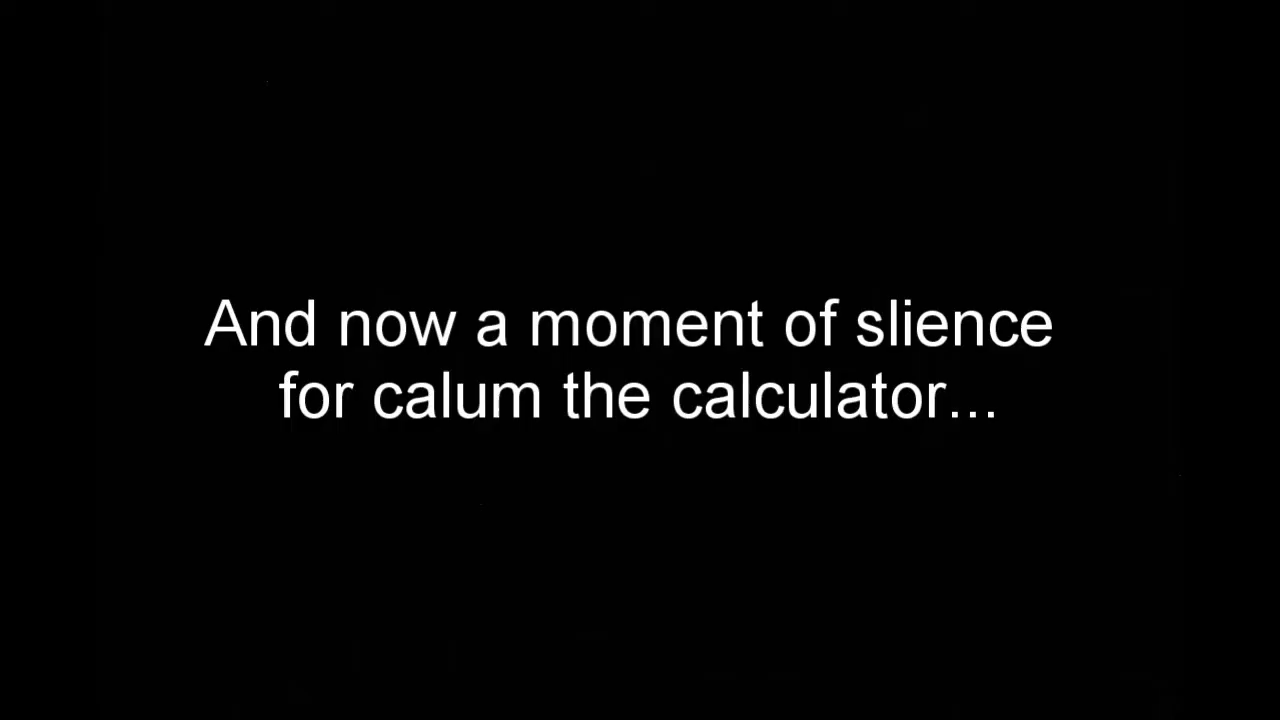 And now a moment of slience
for calum the calculator...